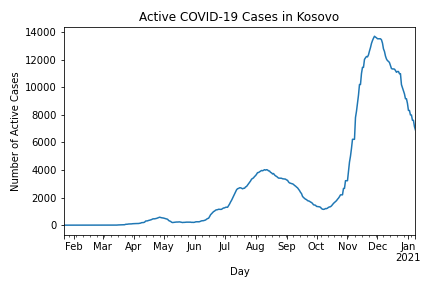 Active COVID-19 Cases in Kosovo
14000
12000
10000
8000
6000
4000
2000
0
Number of Active Cases
Feb Mar Apr May Jun Jul Aug Sep Oct Nov Dec Jan
2021
Day